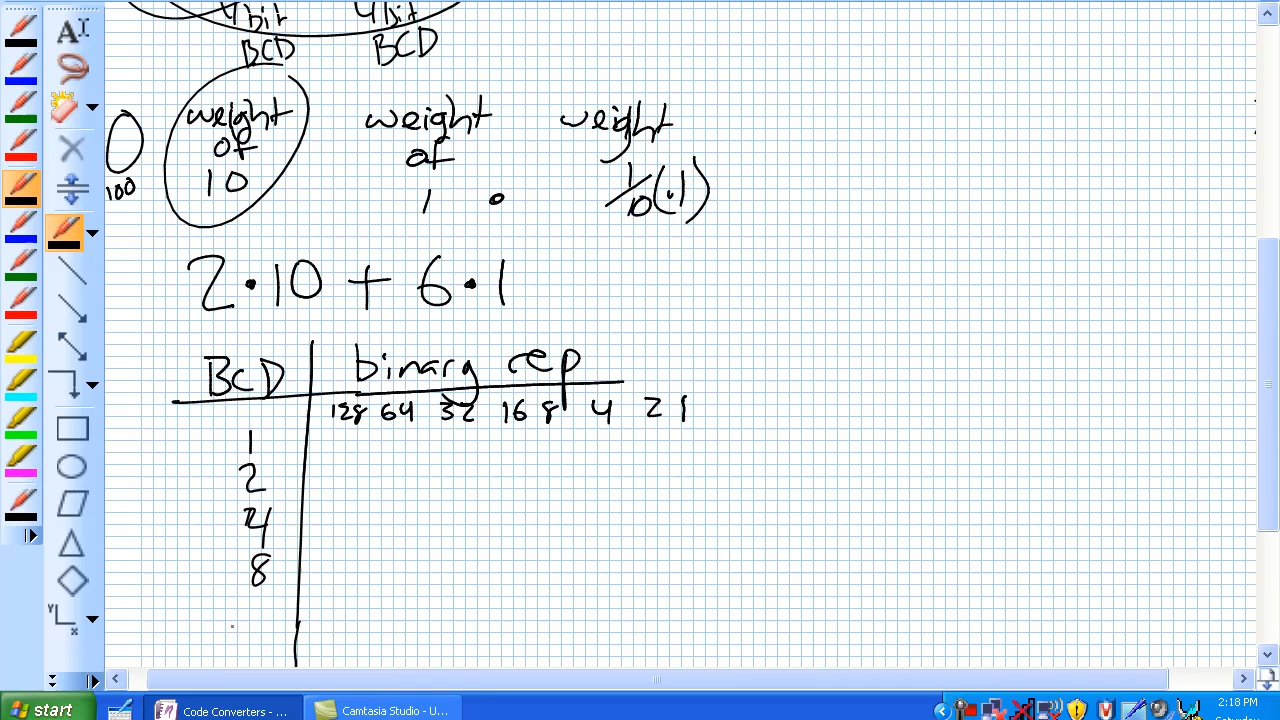 4 bit 4 bit
BCD BCD
weight weight weight
of of
100 10 1 . 1/10 (.1)
2·10 + 6·1
BCD binary rep
128 64 32 16 8 4 2 1
1
2
4
8
Y
x
start
Code Converters - ...
Camtasia Studio - U...
2:18 PM